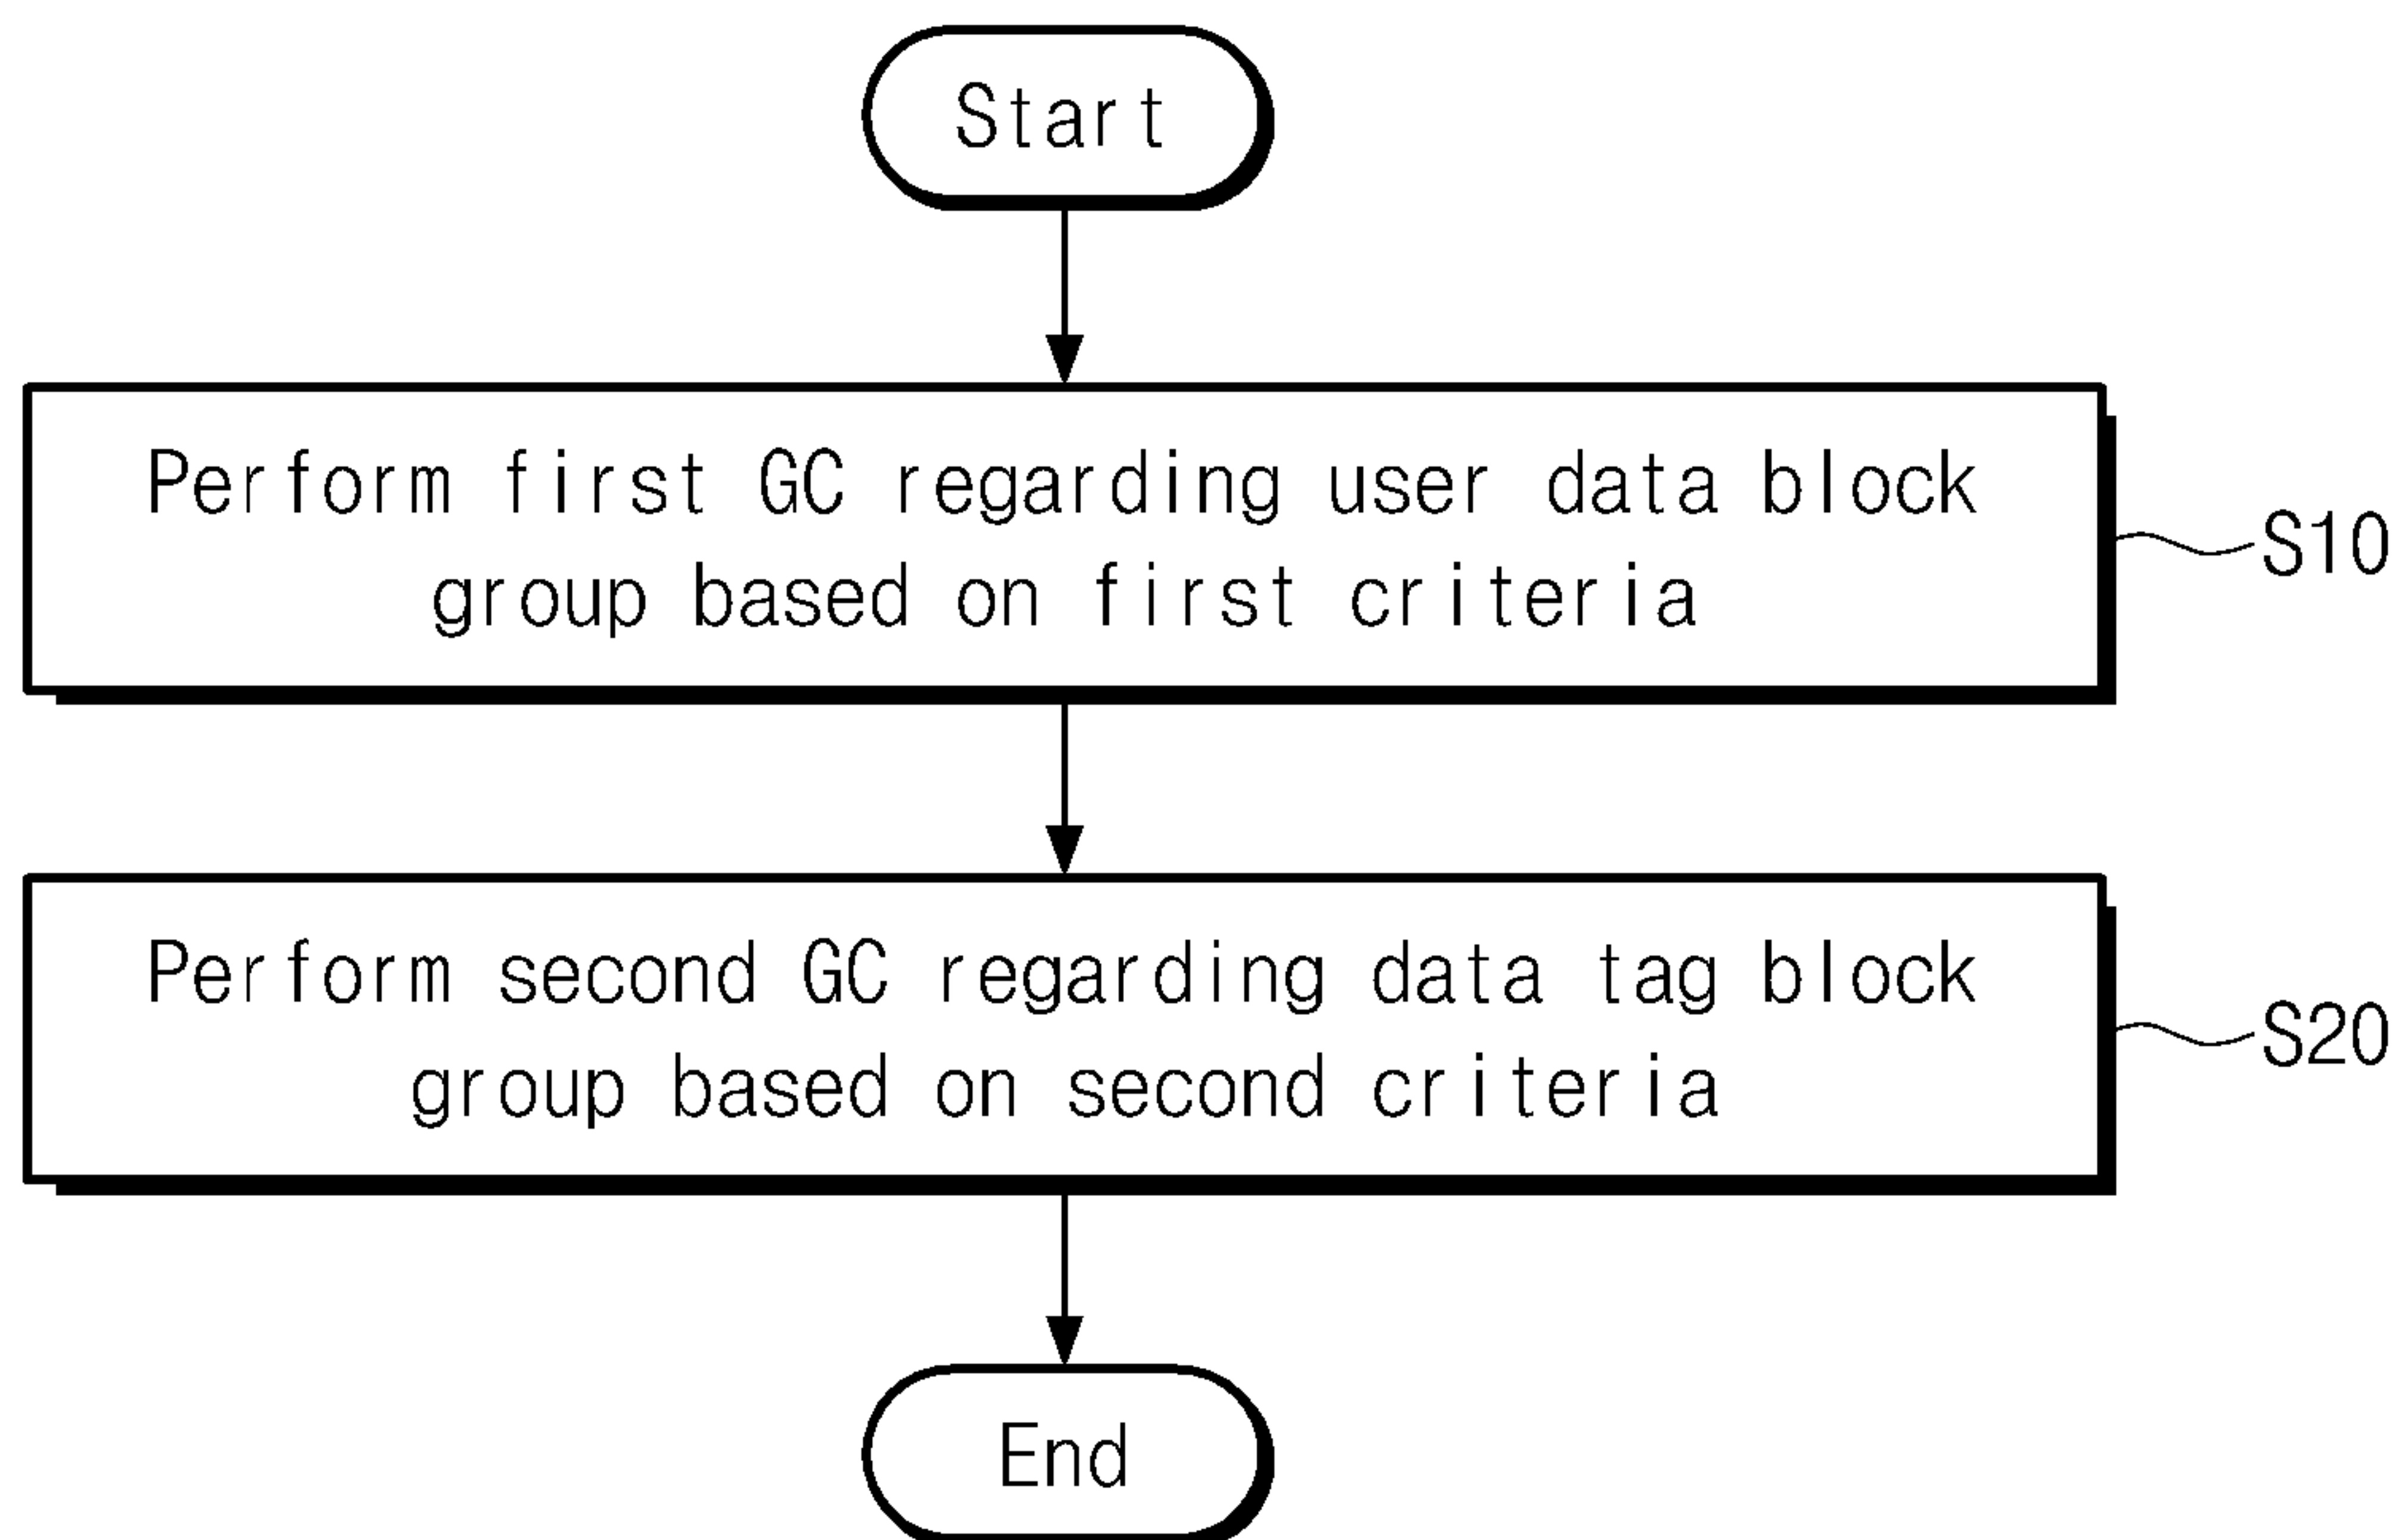 Start
Perform first GC regarding user data block
group based on first criteria
S10
Perform second GC regarding data tag block
group based on second criteria
S20
End